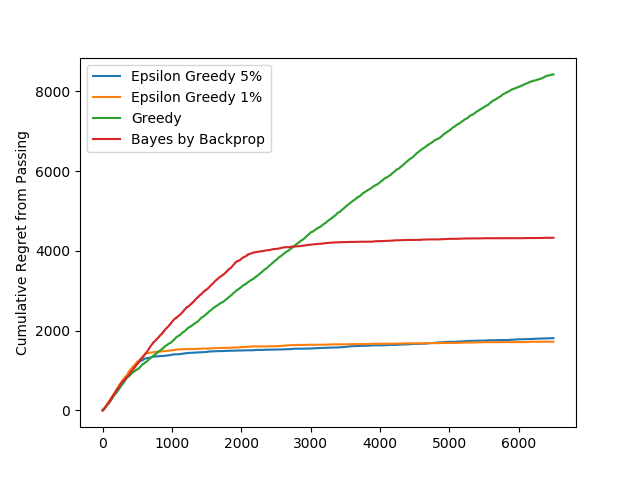 Epsilon Greedy 5%
Epsilon Greedy 1%
Greedy
Bayes by Backprop
Cumulative Regret from Passing
8000
6000
4000
2000
0
0 1000 2000 3000 4000 5000 6000